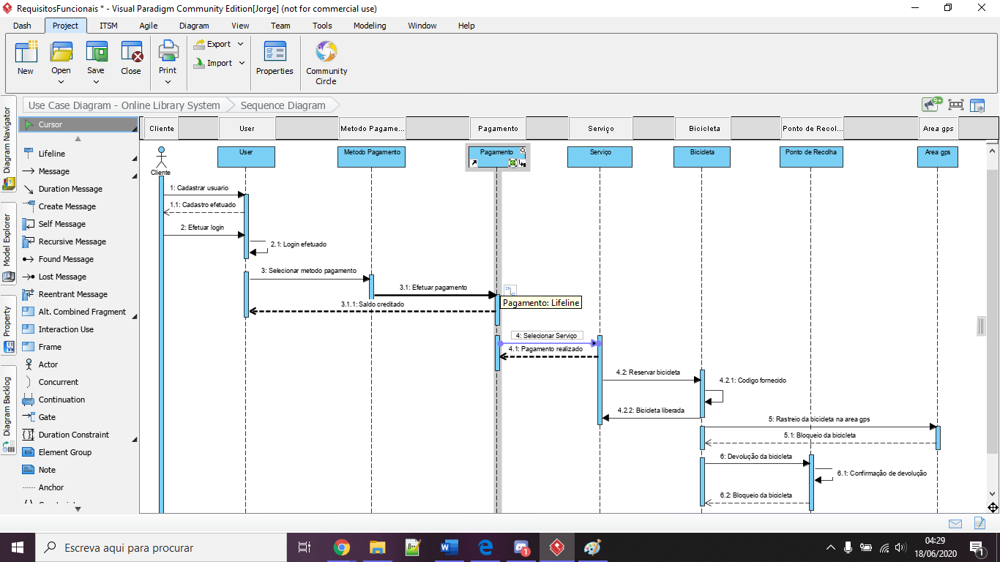 RequisitosFuncionais * - Visual Paradigm Community Edition[Jorge] (not for commercial use)
Dash Project ITSM Agile Diagram View Team Tools Modeling Window Help
New Open Save Close Print Export Import Properties Community Circle
Use Case Diagram - Online Library System Sequence Diagram 9+
Diagram Navigator
Model Explorer
Property
Diagram Backlog
Cursor
Lifeline
Message
Duration Message
Create Message
Self Message
Recursive Message
Found Message
Lost Message
Reentrant Message
Alt. Combined Fragment
Interaction Use
Frame
Actor
Concurrent
Continuation
Gate
Duration Constraint
EG Element Group
Note
Anchor
Cliente User Metodo Pagame... Pagamento Serviço Bicicleta Ponto de Recol... Area gps
User Metodo Pagamento Pagamento Serviço Bicicleta Ponto de Recolha Area gps
Cliente
1: Cadastrar usuario
1.1: Cadastro efetuado
2: Efetuar login
2.1: Login efetuado
3: Selecionar metodo pagamento
3.1: Efetuar pagamento
Pagamento: Lifeline
3.1.1: Saldo creditado
4: Selecionar Serviço
4.1: Pagamento realizado
4.2: Reservar bicicleta
4.2.1: Codigo fornecido
4.2.2: Bicicleta liberada
5: Rastreio da bicicleta na area gps
5.1: Bloqueio da bicicleta
6: Devolução da bicicleta
6.1: Confirmação de devolução
6.2: Bloqueio da bicicleta
Escreva aqui para procurar
1
04:29
18/06/2020
1